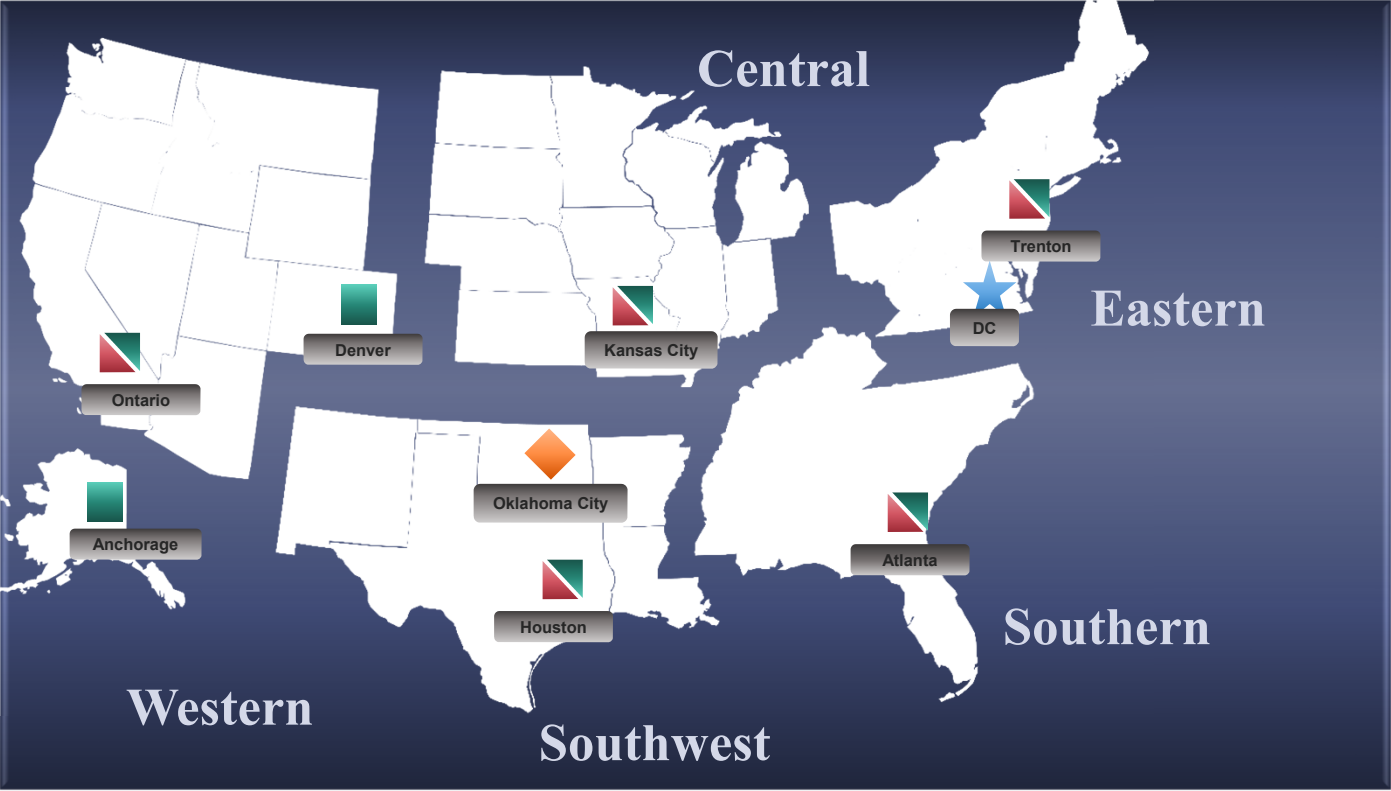 Central
Trenton
Eastern
DC
Denver
Kansas City
Ontario
Oklahoma City
Anchorage
Atlanta
Houston
Southern
Western
Southwest